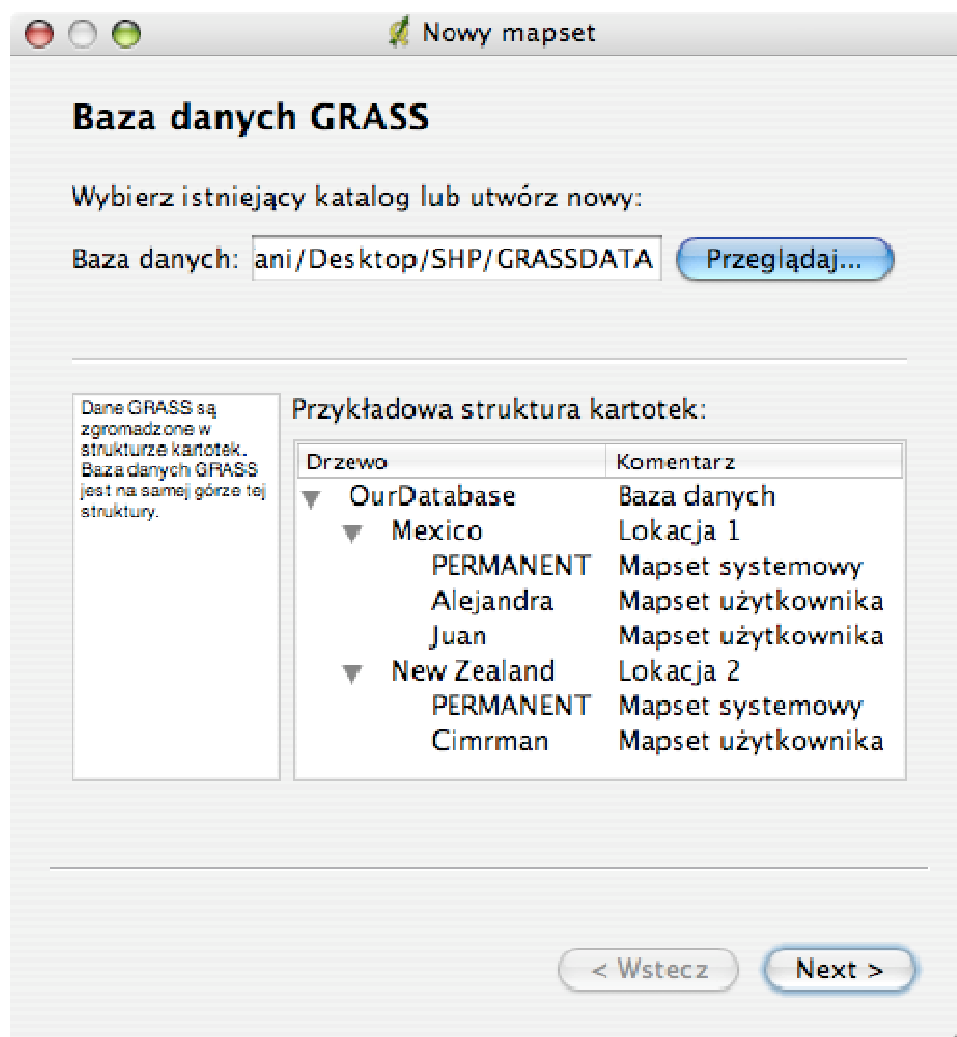 Nowy mapset
Baza danych GRASS
Wybierz istniejący katalog lub utwórz nowy:
Baza danych: ani/Desktop/SHP/GRASSDATA Przeglądaj...
Dane GRASS są
zgromadzone w
strukturze kartotek.
Baza danych GRASS
jest na samej górze tej
struktury.
Przykładowa struktura kartotek:
Drzewo Komentarz
OurDatabase Baza danych
Mexico Lokacja 1
PERMANENT Mapset systemowy
Alejandra Mapset użytkownika
Juan Mapset użytkownika
New Zealand Lokacja 2
PERMANENT Mapset systemowy
Cimrman Mapset użytkownika
< Wstecz Next >